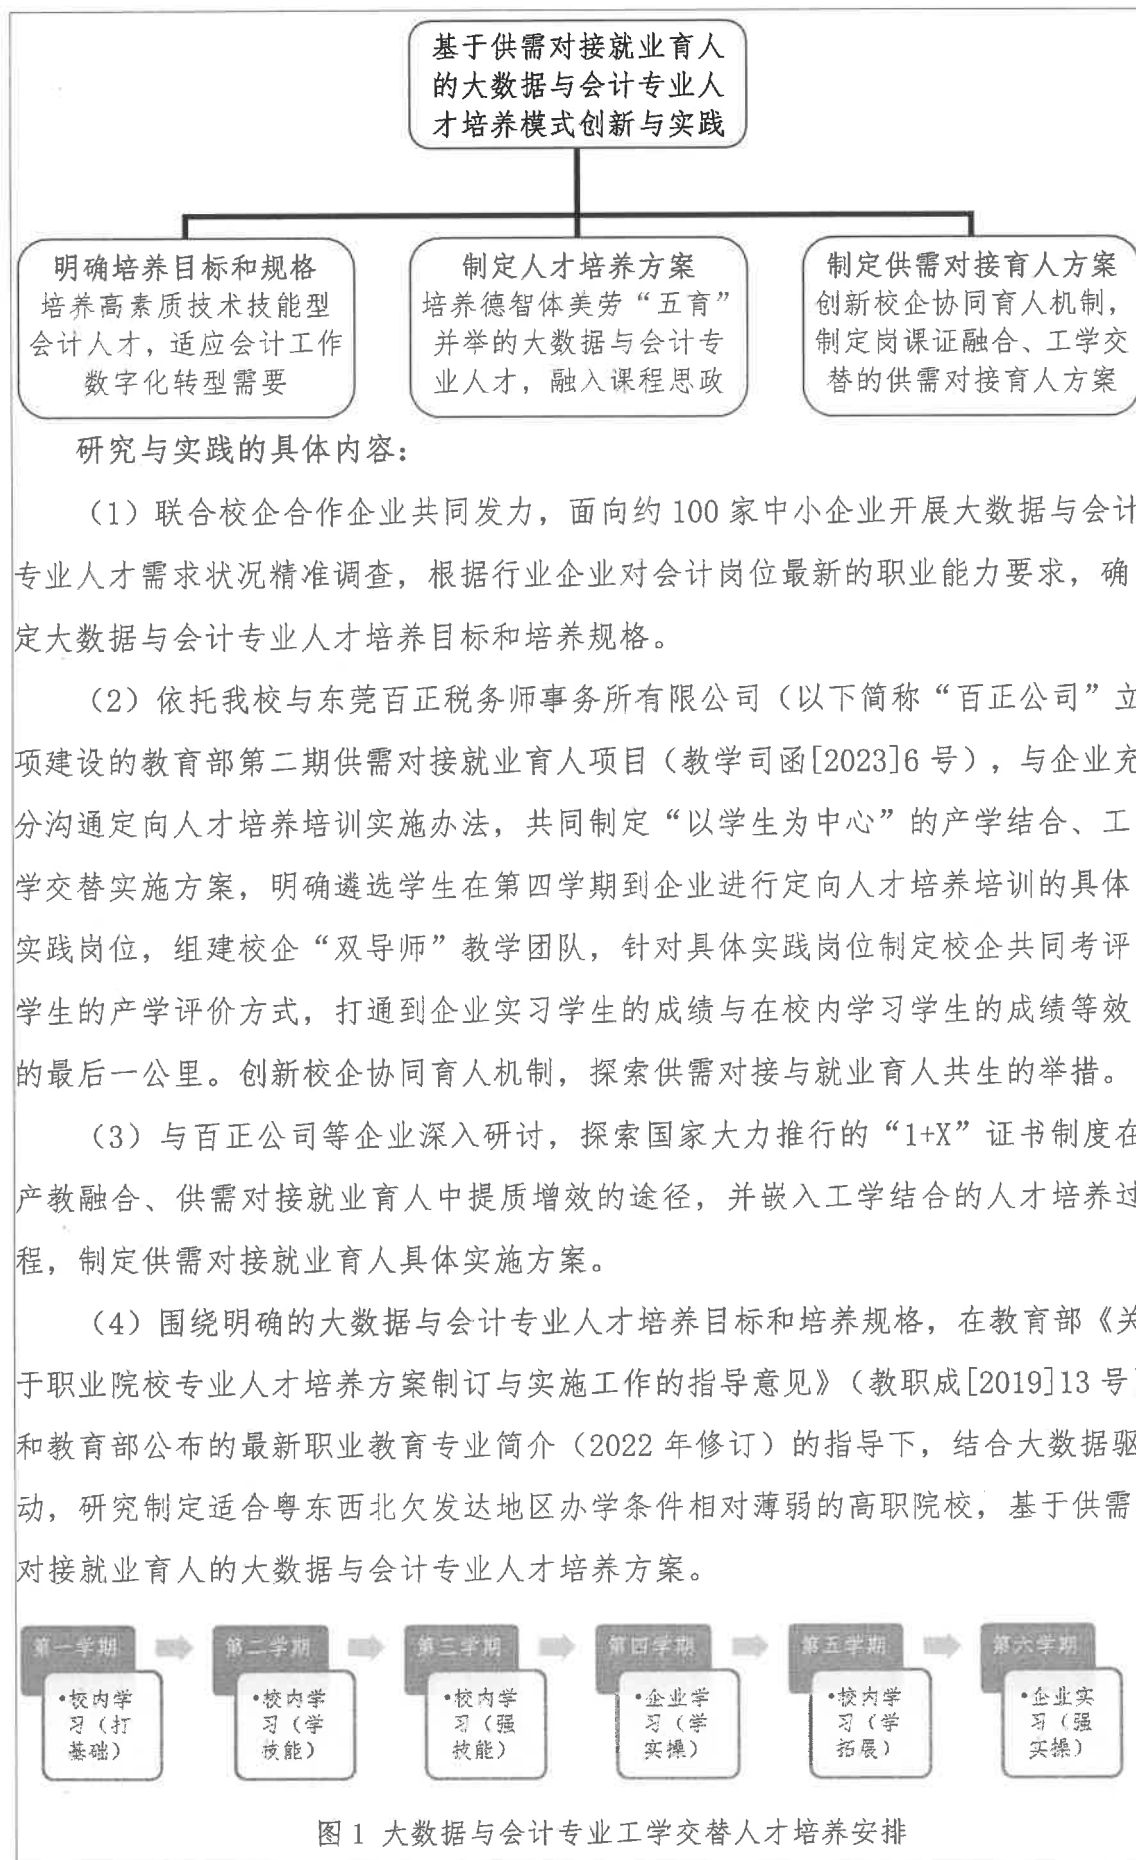 基于供需对接就业育人
的大数据与会计专业人
才培养模式创新与实践
明确培养目标和规格
培养高素质技术技能型
会计人才，适应会计工作
数字化转型需要
制定人才培养方案
培养德智体美劳“五育”
并举的大数据与会计专
业人才，融入课程思政
制定供需对接育人方案
创新校企协同育人机制，
制定岗课证融合、工学交
替的供需对接育人方案
研究与实践的具体内容：
（1）联合校企合作企业共同发力，面向约 100 家中小企业开展大数据与会计
专业人才需求状况精准调查，根据行业企业对会计岗位最新的职业能力要求，确
定大数据与会计专业人才培养目标和培养规格。
（2）依托我校与东莞百正税务师事务所有限公司（以下简称“百正公司”立
项建设的教育部第二期供需对接就业育人项目（教学司函[2023]6 号），与企业充
分沟通定向人才培养培训实施办法，共同制定“以学生为中心”的产学结合、工
学交替实施方案，明确遴选学生在第四学期到企业进行定向人才培养培训的具体
实践岗位，组建校企“双导师”教学团队，针对具体实践岗位制定校企共同考评
学生的产学评价方式，打通到企业实习学生的成绩与在校内学习学生的成绩等效
的最后一公里。创新校企协同育人机制，探索供需对接与就业育人共生的举措。
（3）与百正公司等企业深入研讨，探索国家大力推行的“1+X”证书制度在
产教融合、供需对接就业育人中提质增效的途径，并嵌入工学结合的人才培养过
程，制定供需对接就业育人具体实施方案。
（4）围绕明确的大数据与会计专业人才培养目标和培养规格，在教育部《关
于职业院校专业人才培养方案制订与实施工作的指导意见》（教职成[2019]13 号）
和教育部公布的最新职业教育专业简介（2022 年修订）的指导下，结合大数据驱
动，研究制定适合粤东西北欠发达地区办学条件相对薄弱的高职院校，基于供需
对接就业育人的大数据与会计专业人才培养方案。
第一学期
•校内学
习（打
基础）
第二学期
•校内学
习（学
技能）
第三学期
•校内学
习（强
技能）
第四学期
•企业学
习（学
实操）
第五学期
•校内学
习（学
拓展）
第六学期
•企业实
习（强
实操）
图 1 大数据与会计专业工学交替人才培养安排